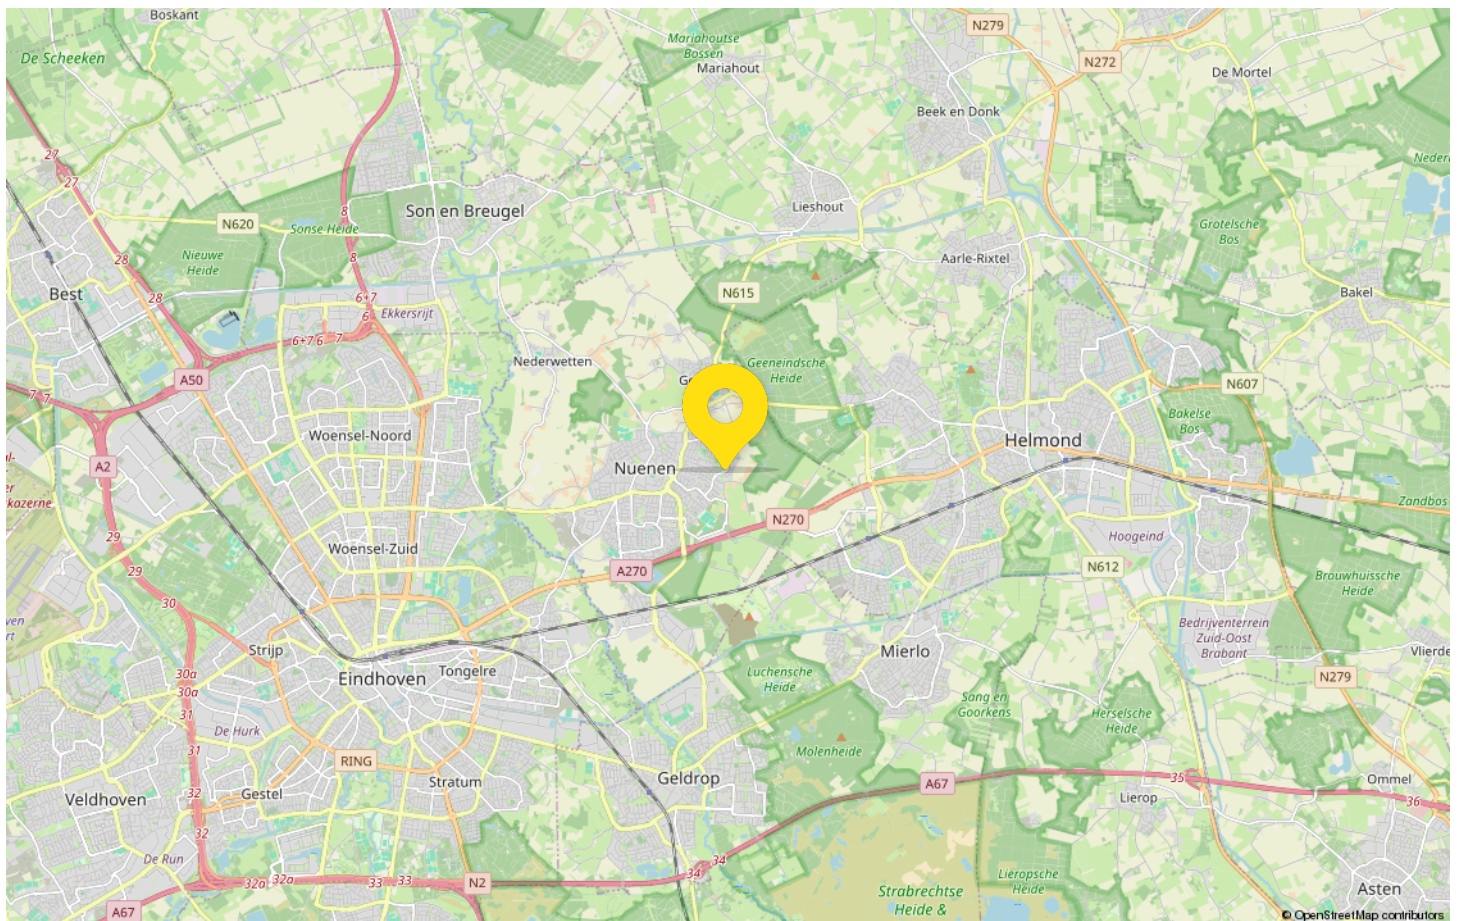 Boskant
N279
De Scheeken
Mariahoutse
Bossen
Mariahout
N272
De Mortel
Beek en Donk
27
27
8
Son en Breugel
Lieshout
N620
Sonse Heide
Grotelsche
Bos
28
Nieuwe
Heide
8
Aarle-Rixtel
Best
28
6+7
N615
Bakel
6
Ekkersrijt
6+7 6
7
Nederwetten
Geeneindsche
Heide
A50
N607
7
7
Bakelse
Bos
Woensel-Noord
Helmond
A2
Nuenen
kazerne
Zandbos
N270
29
Hoogeind
Woensel-Zuid
29
A270
N612
Brouwhuissche
Heide
30
Bedrijventerrein
Zuid-Oost
Brabant
Strijp
Mierlo
30a
Tongelre
Luchensche
Heide
Eindhoven
30a
N279
31
Sang en
Goorkens
Herselsche
Heide
De Hurk
31
Molenheide
RING
Geldrop
35
Ommel
Stratum
A67
32
Gestel
Veldhoven
Lierop
36
32
De Run
34
34
Lieropsche
Heide
32a
32a
33
33
N2
Strabrechtse
Heide &
Asten
A67
© OpenStreetMap contributors